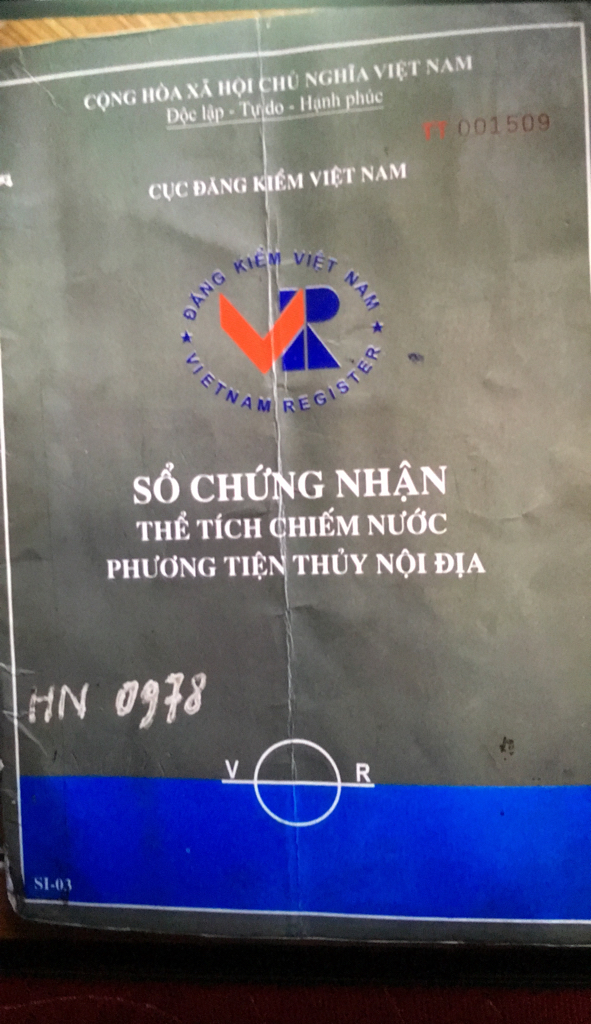 CỘNG HÒA XÃ HỘI CHỦ NGHĨA VIỆT NAM
Độc lập - Tự do - Hạnh phúc
TT 001509
CỤC ĐĂNG KIỂM VIỆT NAM
★ ĐĂNG KIỂM VIỆT NAM ★
VR
VIETNAM REGISTER
SỔ CHỨNG NHẬN
THỂ TÍCH CHIẾM NƯỚC
PHƯƠNG TIỆN THỦY NỘI ĐỊA
HN 0978
V R
SI-03